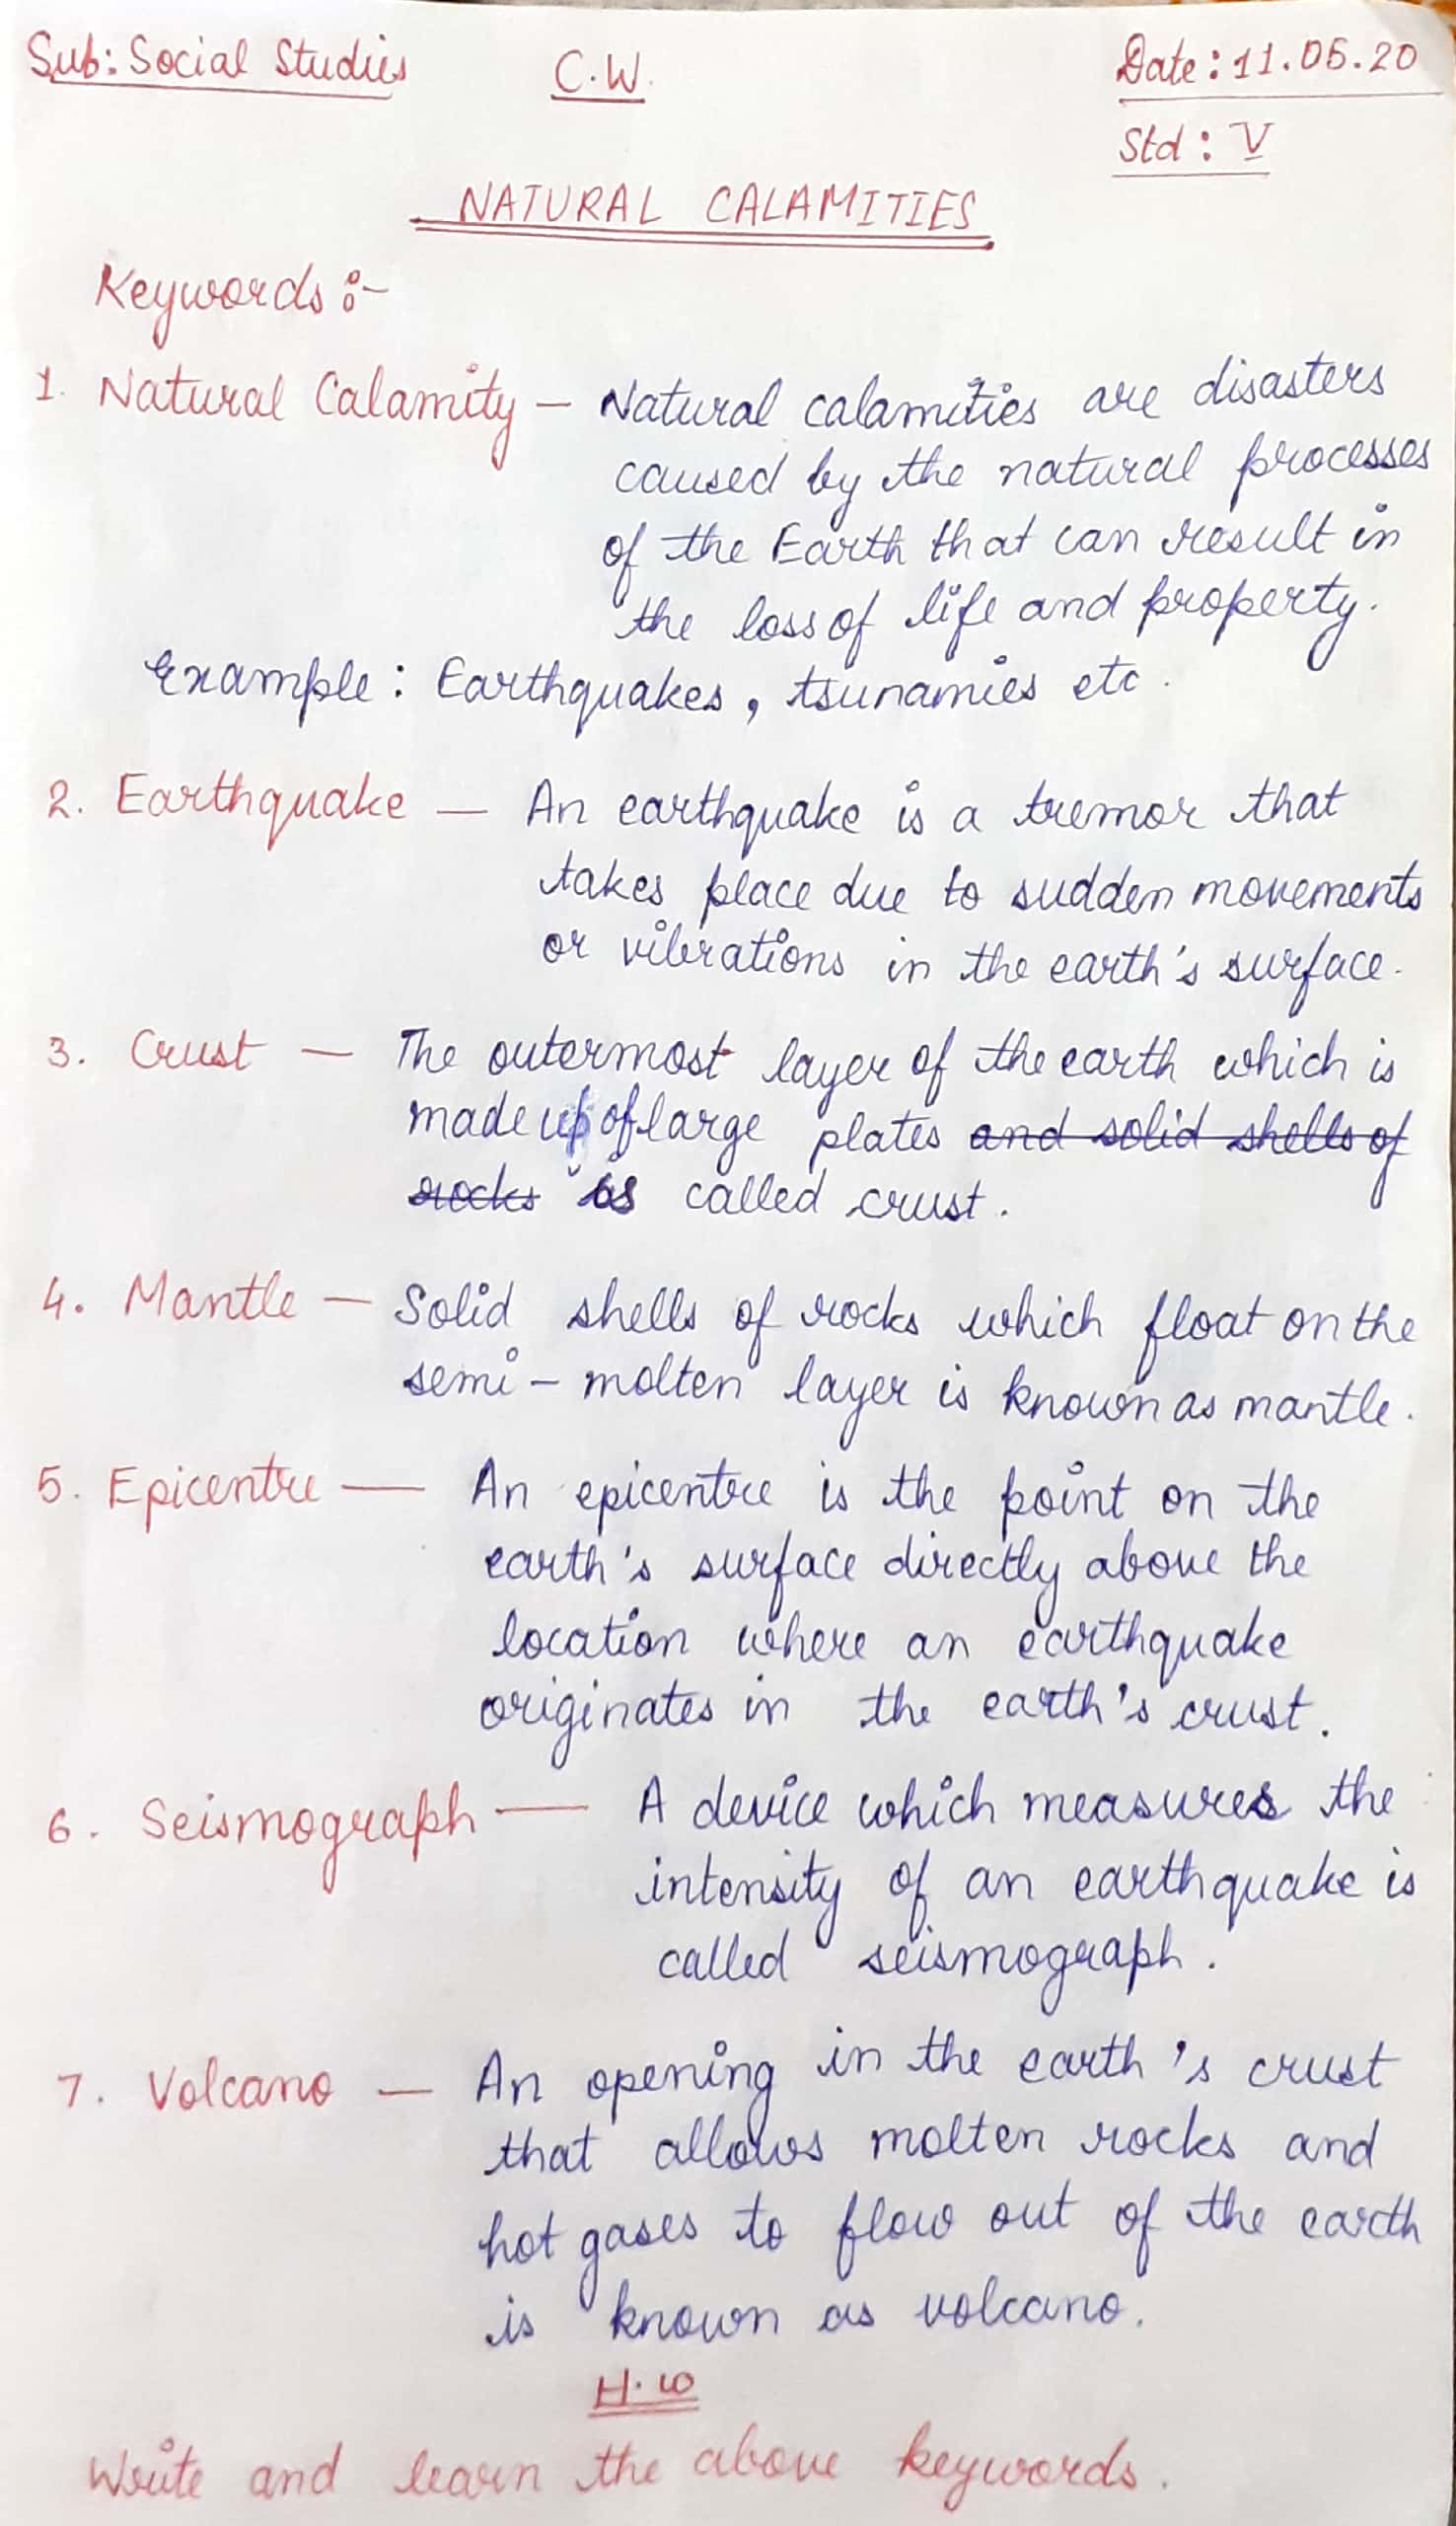 Sub: Social Studies C.W. Date: 11.05.20
Std: V
NATURAL CALAMITIES
Keywords:-
1. Natural Calamity — Natural calamities are disasters
caused by the natural processes
of the Earth that can result in
the loss of life and property.
Example: Earthquakes, tsunamies etc.
2. Earthquake — An earthquake is a tremor that
takes place due to sudden movements
or vibrations in the earth's surface.
3. Crust — The outermost layer of the earth which is
made up of large plates and solid shells of
rocks is called crust.
4. Mantle — Solid shells of rocks which float on the
semi-molten layer is known as mantle.
5. Epicentre — An epicentre is the point on the
earth's surface directly above the
location where an earthquake
originates in the earth's crust.
6. Seismograph — A device which measures the
intensity of an earthquake is
called seismograph.
7. Volcano — An opening in the earth's crust
that allows molten rocks and
hot gases to flow out of the earth
is known as volcano.
H.W
Write and learn the above keywords.